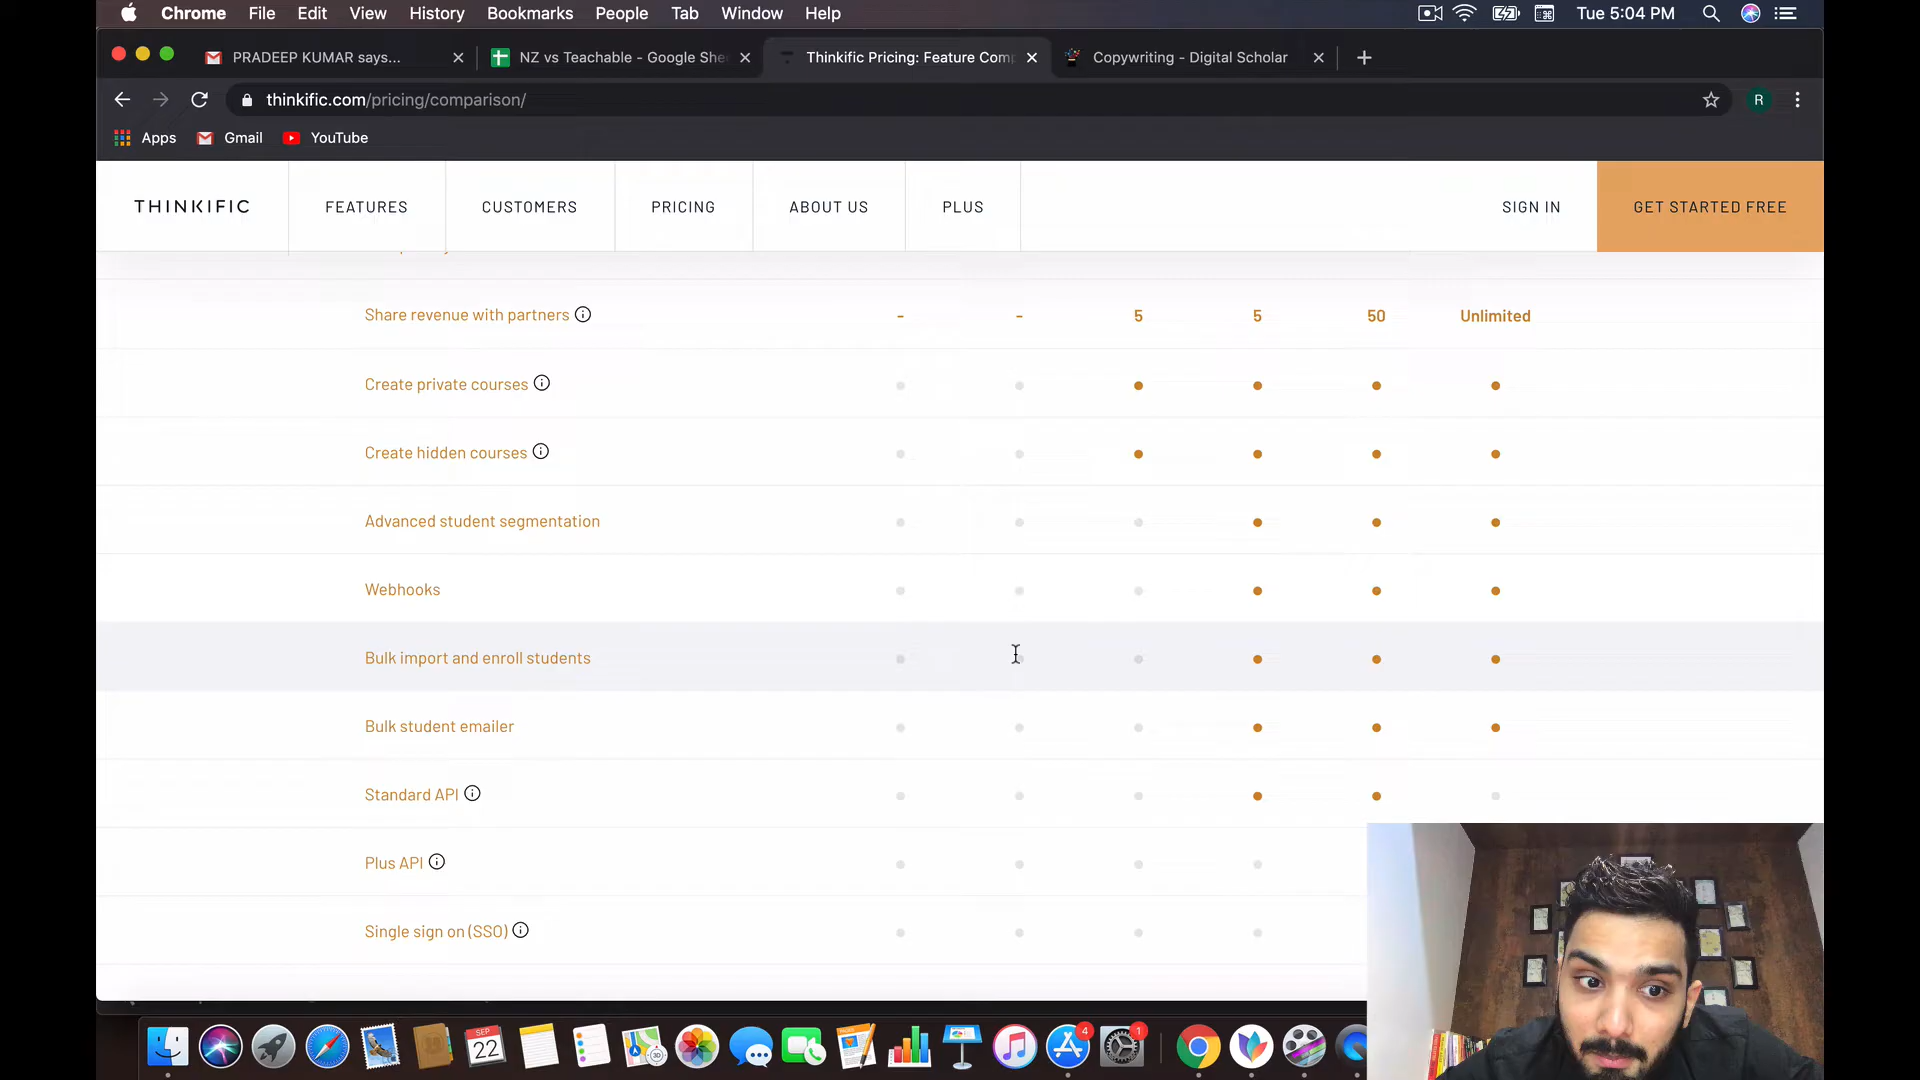 Chrome File Edit View History Bookmarks People Tab Window Help Tue 5:04 PM
PRADEEP KUMAR says... NZ vs Teachable - Google She Thinkific Pricing: Feature Comp Copywriting - Digital Scholar
thinkific.com/pricing/comparison/ R
Apps Gmail YouTube
THINKIFIC FEATURES CUSTOMERS PRICING ABOUT US PLUS SIGN IN GET STARTED FREE
Share revenue with partners - - 5 5 50 Unlimited
Create private courses
Create hidden courses
Advanced student segmentation
Webhooks
Bulk import and enroll students
Bulk student emailer
Standard API
Plus API
Single sign on (SSO)
SEP
22
4
1